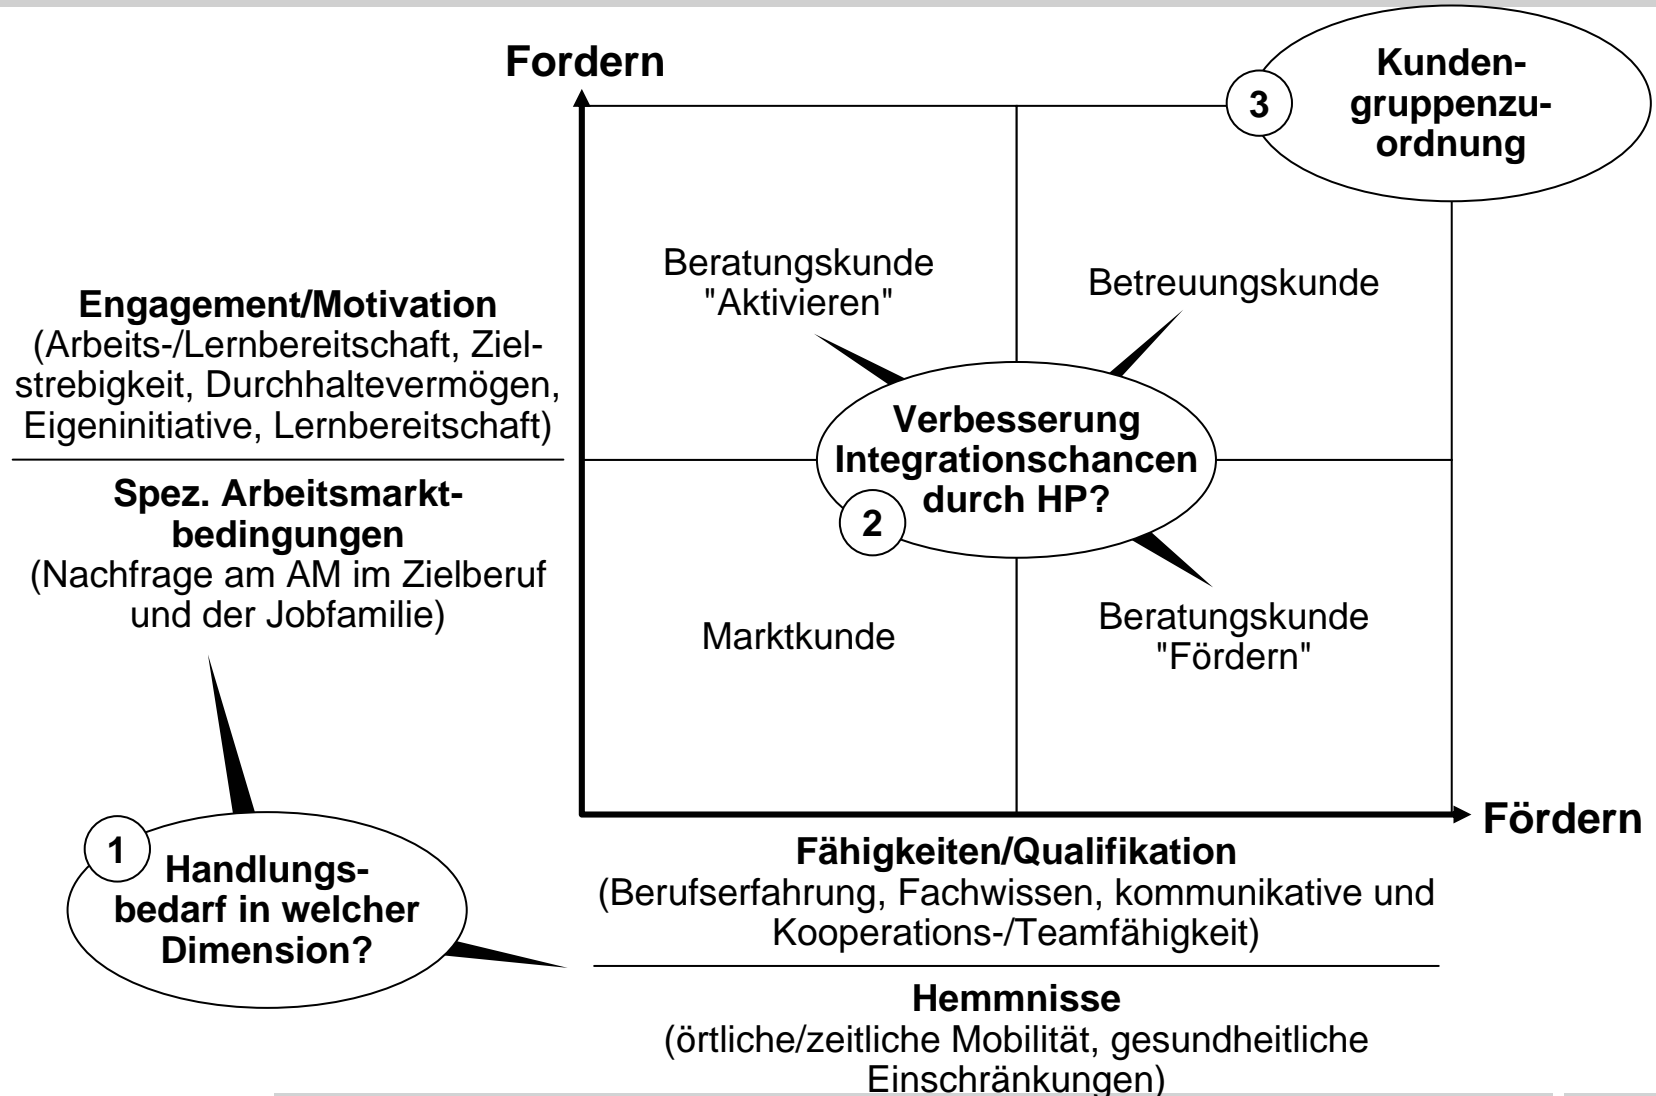 Fordern
3
Kunden-
gruppenzu-
ordnung
Beratungskunde
"Aktivieren"
Betreuungskunde
Engagement/Motivation
(Arbeits-/Lernbereitschaft, Ziel-
strebigkeit, Durchhaltevermögen,
Eigeninitiative, Lernbereitschaft)
Spez. Arbeitsmarkt-
bedingungen
(Nachfrage am AM im Zielberuf
und der Jobfamilie)
Verbesserung
Integrationschancen
durch HP?
2
Marktkunde
Beratungskunde
"Fördern"
1
Handlungs-
bedarf in welcher
Dimension?
Fördern
Fähigkeiten/Qualifikation
(Berufserfahrung, Fachwissen, kommunikative und
Kooperations-/Teamfähigkeit)
Hemmnisse
(örtliche/zeitliche Mobilität, gesundheitliche
Einschränkungen)